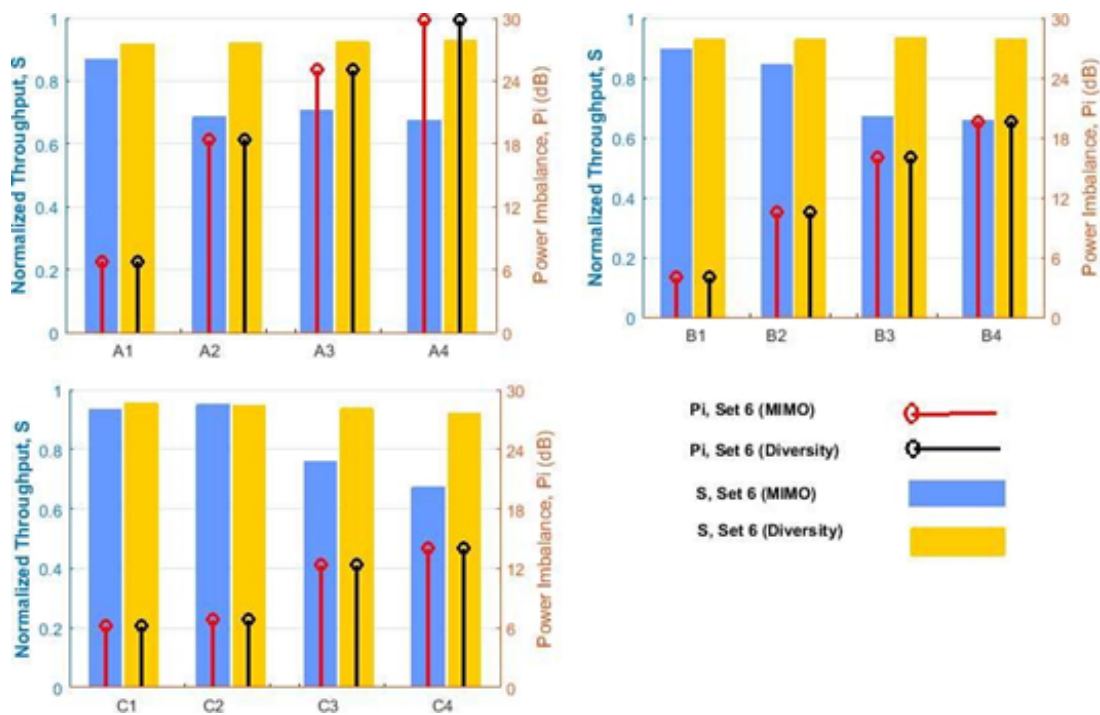 Normalized Throughput, S
1
0.8
0.6
0.4
0.2
0
A1 A2 A3 A4
30
24
18
12
6
0
Power Imbalance, Pi (dB)
Normalized Throughput, S
1
0.8
0.6
0.4
0.2
0
B1 B2 B3 B4
30
24
18
12
6
0
Power Imbalance, Pi (dB)
Normalized Throughput, S
1
0.8
0.6
0.4
0.2
0
C1 C2 C3 C4
30
24
18
12
6
0
Power Imbalance, Pi (dB)
Pi, Set 6 (MIMO)
Pi, Set 6 (Diversity)
S, Set 6 (MIMO)
S, Set 6 (Diversity)